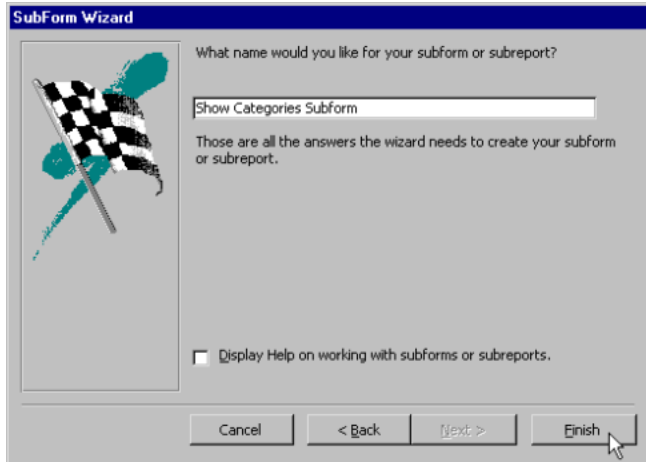 SubForm Wizard
What name would you like for your subform or subreport?
Show Categories Subform
Those are all the answers the wizard needs to create your subform
or subreport.
Display Help on working with subforms or subreports.
Cancel < Back Next > Finish